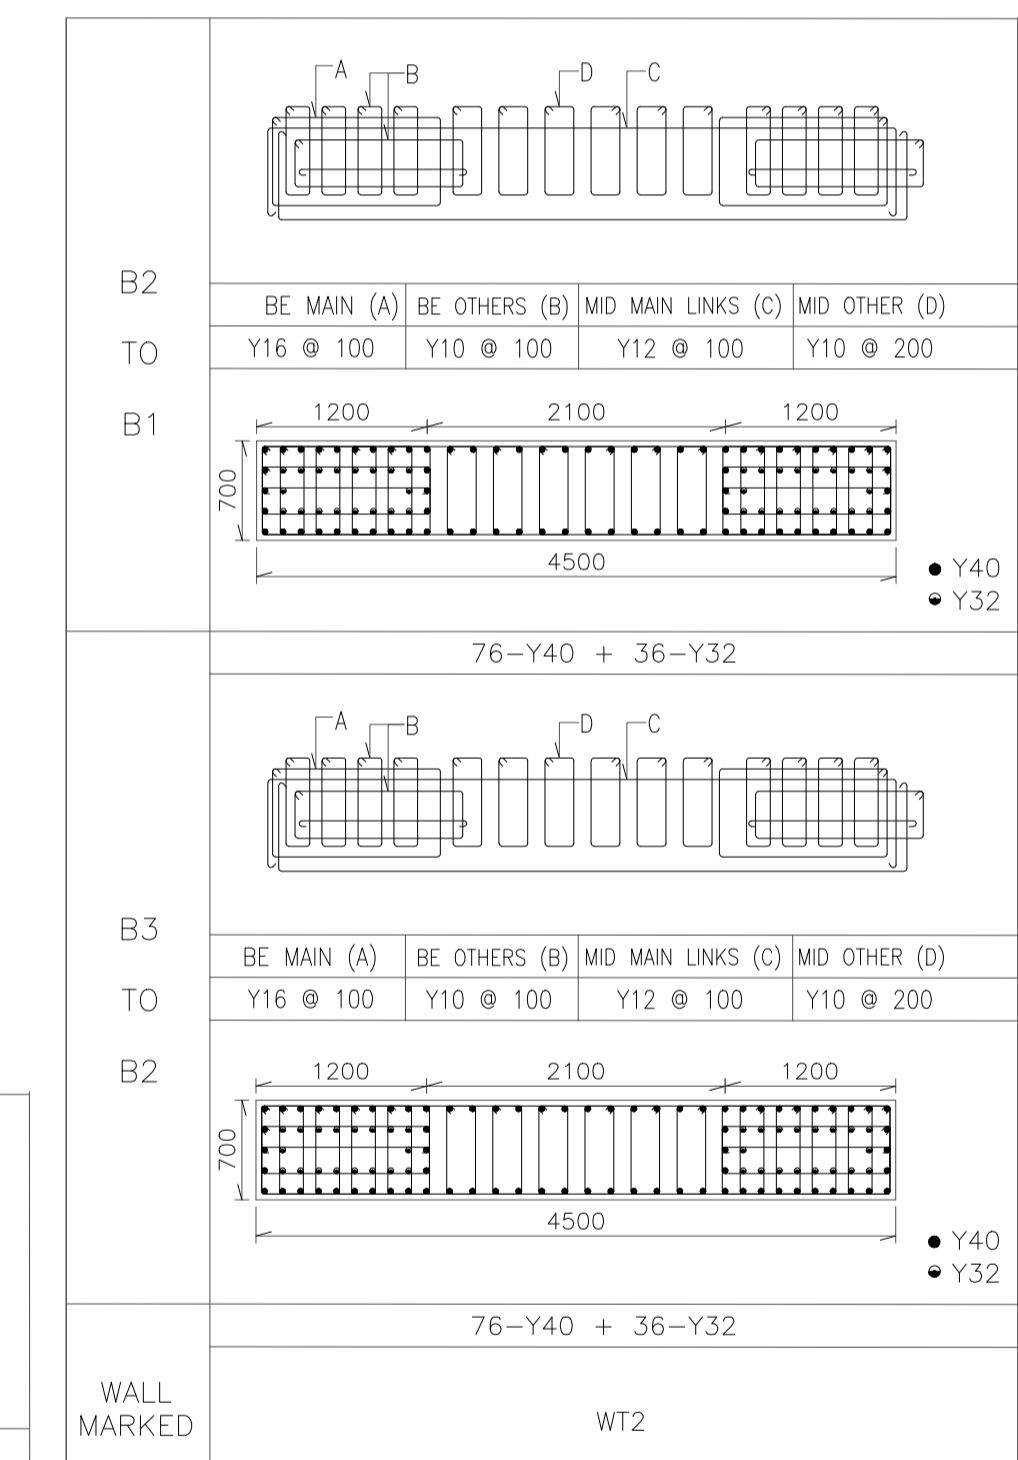 A
B
D
C
B2
TO
B1
BE MAIN (A) BE OTHERS (B) MID MAIN LINKS (C) MID OTHER (D)
Y16 @ 100 Y10 @ 100 Y12 @ 100 Y10 @ 200
1200 2100 1200
700
4500
Y40
Y32
76-Y40 + 36-Y32
A
B
D
C
B3
TO
B2
BE MAIN (A) BE OTHERS (B) MID MAIN LINKS (C) MID OTHER (D)
Y16 @ 100 Y10 @ 100 Y12 @ 100 Y10 @ 200
1200 2100 1200
700
4500
Y40
Y32
76-Y40 + 36-Y32
WALL
MARKED
WT2